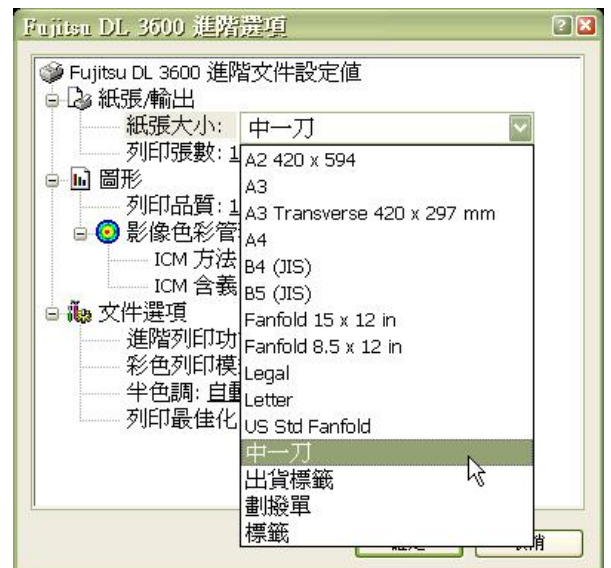 Fujitsu DL 3600 進階選項
Fujitsu DL 3600 進階文件設定值
紙張/輸出
紙張大小: 中一刀
列印張數: 1
A2 420 x 594
A3
圖形
列印品質: 1
A3 Transverse 420 x 297 mm
影像色彩管
A4
ICM 方法
B4 (JIS)
ICM 含義
B5 (JIS)
文件選項
Fanfold 15 x 12 in
進階列印功
Fanfold 8.5 x 12 in
彩色列印模
Legal
半色調: 自動
Letter
列印最佳化
US Std Fanfold
中一刀
出貨標籤
劃撥單
標籤